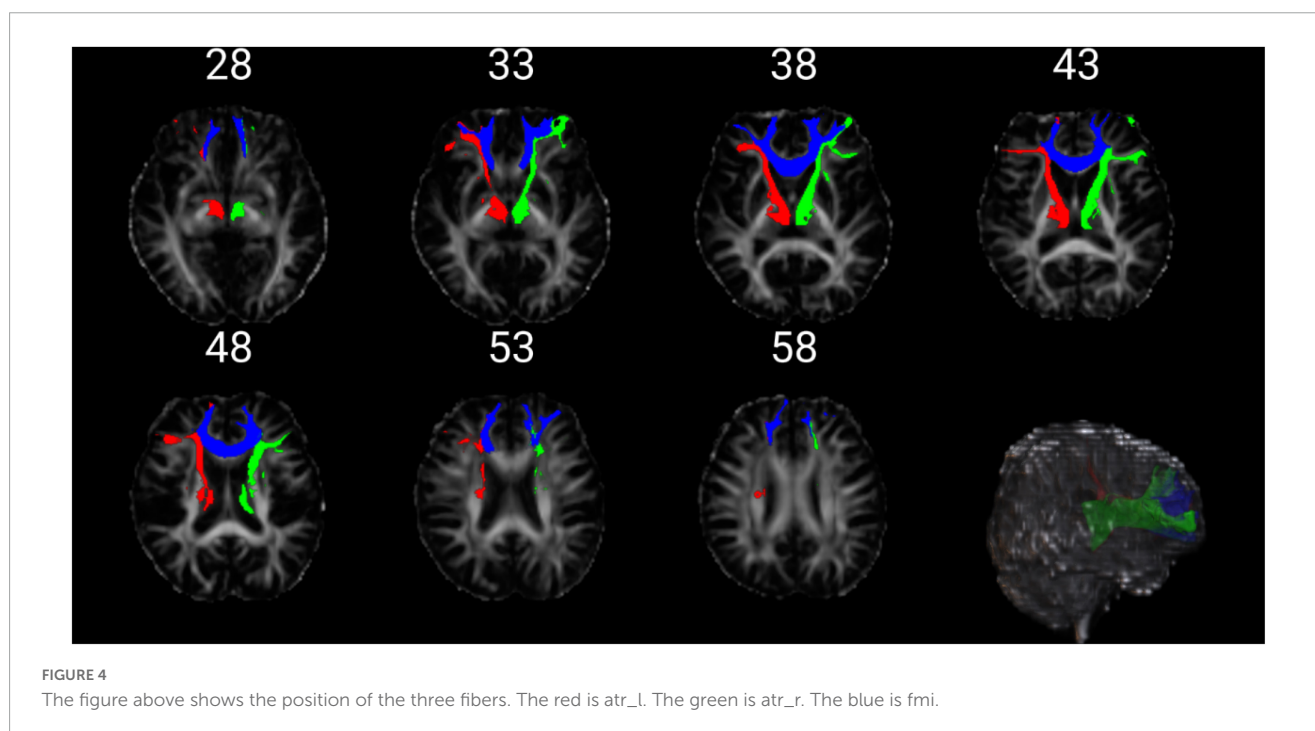 28 33 38 43
48 53 58
FIGURE 4
The figure above shows the position of the three fibers. The red is atr_l. The green is atr_r. The blue is fmi.